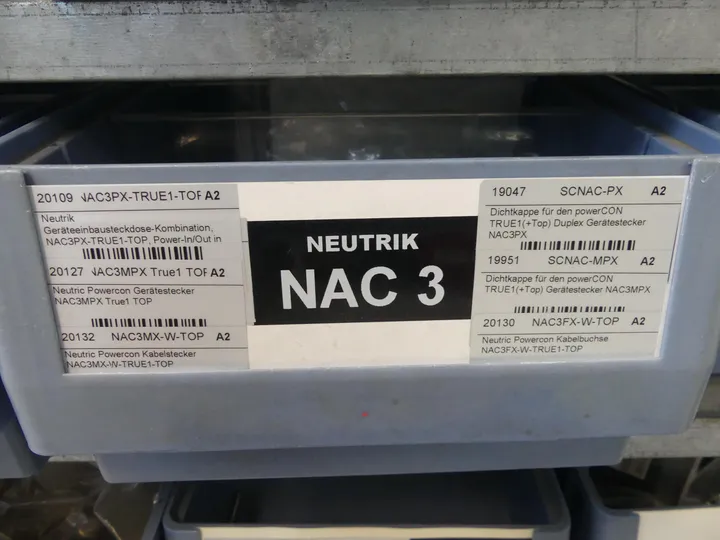 20109 NAC3PX-TRUE1-TOP A2
Neutrik
Geräteeinbausteckdose-Kombination,
NAC3PX-TRUE1-TOP, Power-In/Out in
20127 NAC3MPX True1 TOP A2
Neutric Powercon Gerätestecker
NAC3MPX True1 TOP
20132 NAC3MX-W-TOP A2
Neutric Powercon Kabelstecker
NAC3MX-W-TRUE1-TOP
NEUTRIK
NAC 3
19047 SCNAC-PX A2
Dichtkappe für den powerCON
TRUE1(+Top) Duplex Gerätestecker
NAC3PX
19951 SCNAC-MPX A2
Dichtkappe für den powerCON
TRUE1(+Top) Gerätestecker NAC3MPX
20130 NAC3FX-W-TOP A2
Neutric Powercon Kabelbuchse
NAC3FX-W-TRUE1-TOP